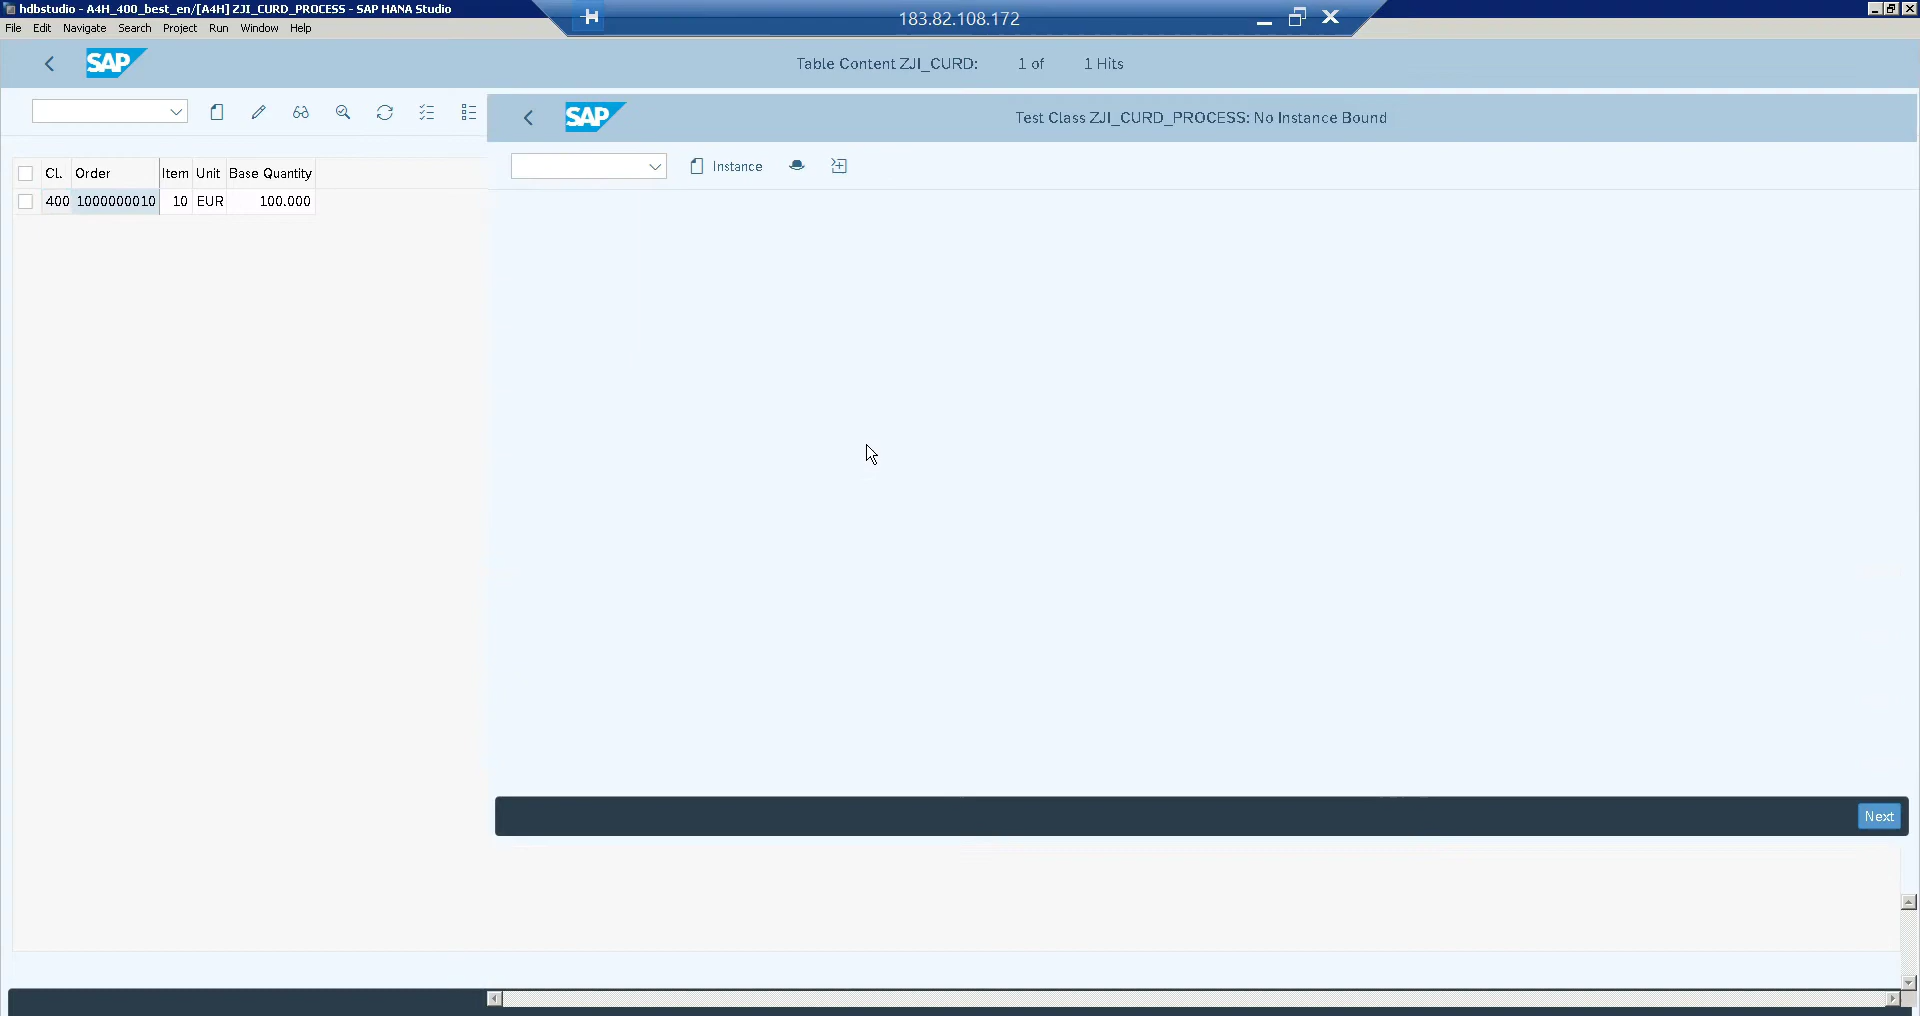 hdbstudio - A4H_400_best_en/[A4H] ZJI_CURD_PROCESS - SAP HANA Studio
183.82.108.172
File Edit Navigate Search Project Run Window Help
SAP
Table Content ZJI_CURD: 1 of 1 Hits
SAP
Test Class ZJI_CURD_PROCESS: No Instance Bound
Instance
Cl. Order Item Unit Base Quantity
400 1000000010 10 EUR 100.000
Next